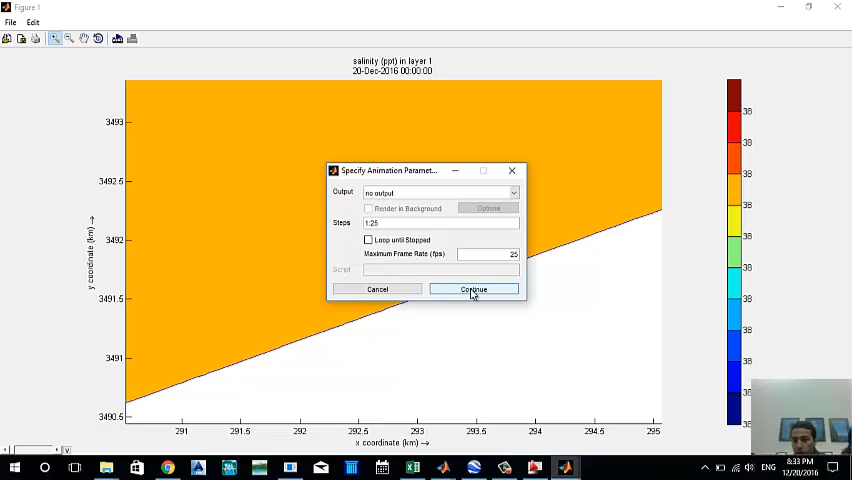 Figure 1
File Edit
salinity (ppt) in layer 1
20-Dec-2016 00:00:00
3493
3492.5
3492
3491.5
3491
3490.5
y coordinate (km) →
291 291.5 292 292.5 293 293.5 294 294.5 295
x coordinate (km) →
38
38
38
38
38
38
38
38
38
38
38
Specify Animation Paramet...
Output no output
Render in Background Options
Steps 1:25
Loop until Stopped
Maximum Frame Rate (fps) 25
Script
Cancel Continue
V
ENG
8:33 PM
12/20/2016